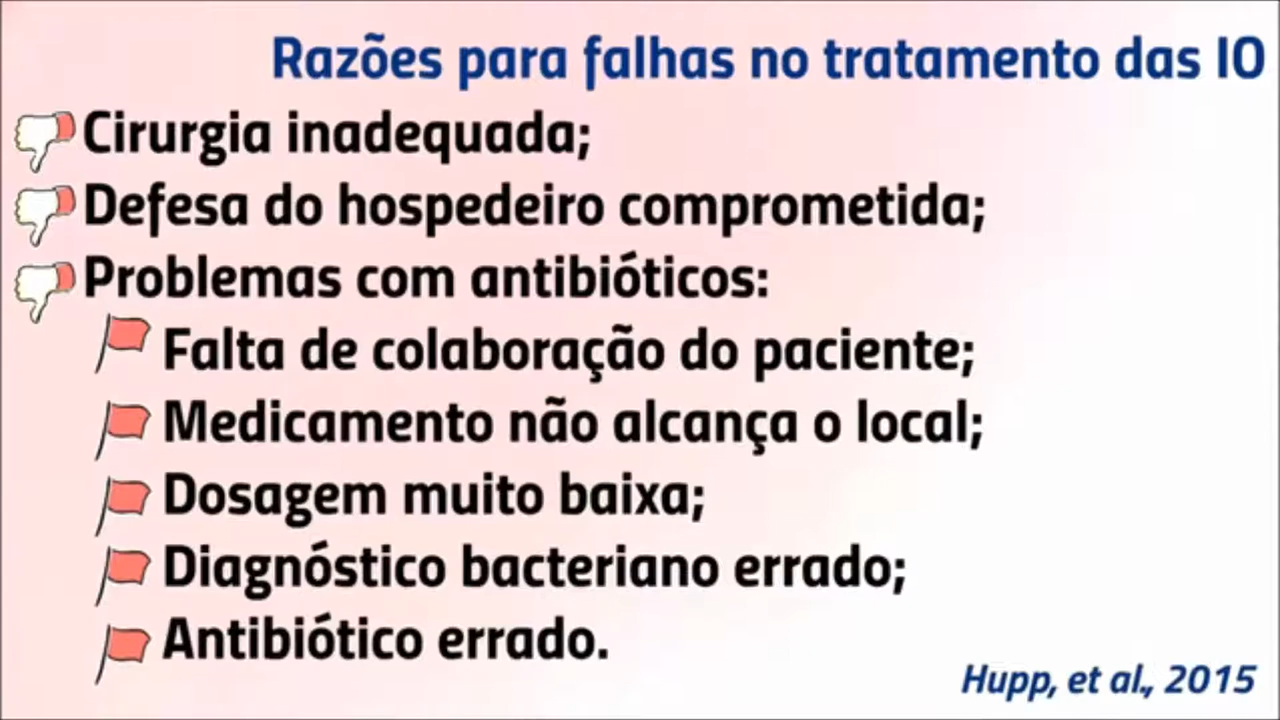 Razões para falhas no tratamento das IO
Cirurgia inadequada;
Defesa do hospedeiro comprometida;
Problemas com antibióticos:
Falta de colaboração do paciente;
Medicamento não alcança o local;
Dosagem muito baixa;
Diagnóstico bacteriano errado;
Antibiótico errado.
Hupp, et al., 2015